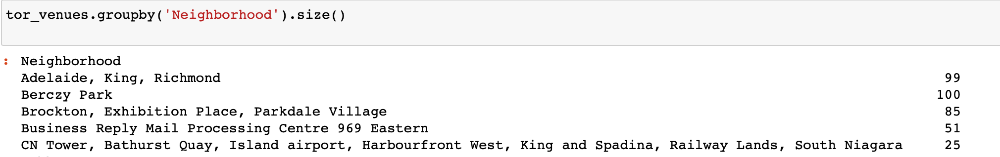 tor_venues.groupby('Neighborhood').size()
: Neighborhood
Adelaide, King, Richmond 99
Berczy Park 100
Brockton, Exhibition Place, Parkdale Village 85
Business Reply Mail Processing Centre 969 Eastern 51
CN Tower, Bathurst Quay, Island airport, Harbourfront West, King and Spadina, Railway Lands, South Niagara 25